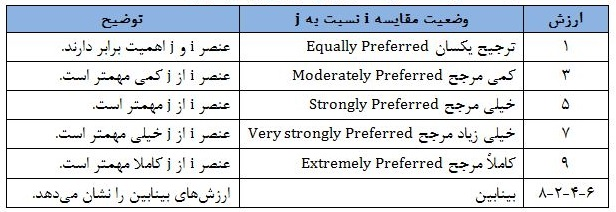 ارزش وضعیت مقایسه i نسبت به j توضیح
۱ ترجیح یکسان Equally Preferred عنصر i و j اهمیت برابر دارند.
۳ کمی مرجح Moderately Preferred عنصر i از j کمی مهمتر است.
۵ خیلی مرجح Strongly Preferred عنصر i از j مهمتر است.
۷ خیلی زیاد مرجح Very strongly Preferred عنصر i از j خیلی مهمتر است.
۹ کاملاً مرجح Extremely Preferred عنصر i از j کاملا مهمتر است.
۸-۲-۴-۶ بینابین ارزش‌های بینابین را نشان می‌دهد.